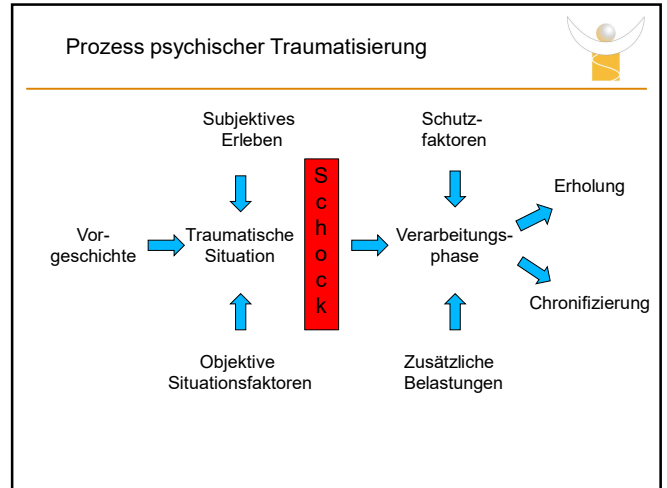 Prozess psychischer Traumatisierung
Subjektives
Erleben
Schutz-
faktoren
Vor-
geschichte
Traumatische
Situation
Schock
Verarbeitungs-
phase
Erholung
Chronifizierung
Objektive
Situationsfaktoren
Zusätzliche
Belastungen